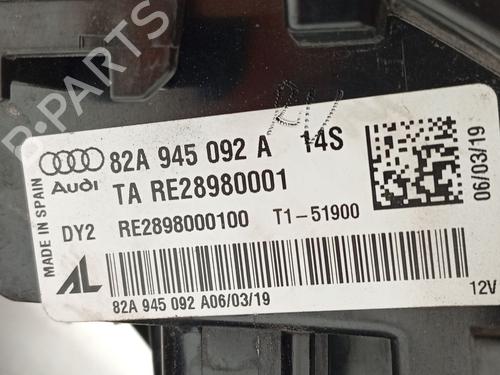 B-PARTS
RV
MADE IN SPAIN
Audi
82A 945 092 A 14S
TA RE28980001
DY2 RE2898000100 T1-51900
06/03/19
AL
82A 945 092 A06/03/19
12V